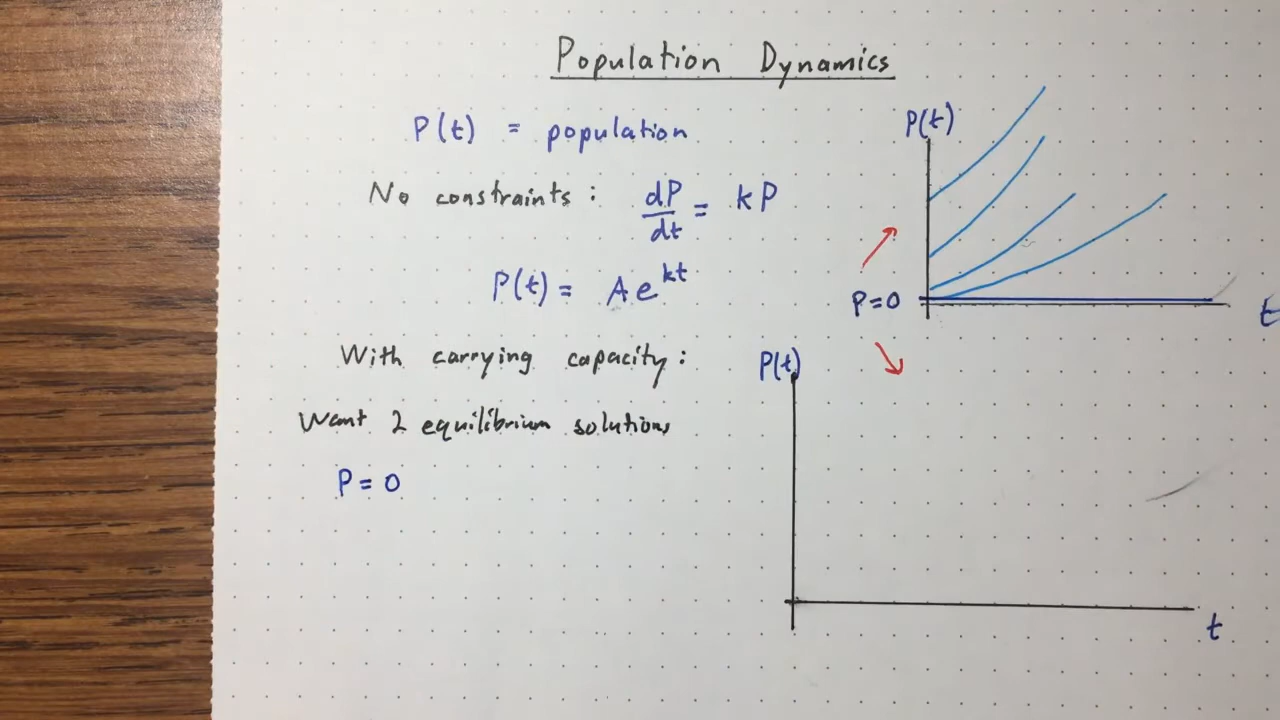 Population Dynamics
P(t) = population
No constraints: dP/dt = kP
P(t) = Ae^kt
With carrying capacity:
Want 2 equilibrium solutions
P = 0
P(t)
P=0
t
P(t)
t